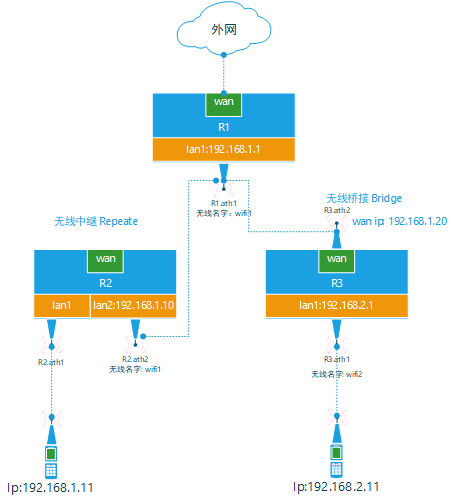 外网
wan
R1
lan1:192.168.1.1
R1.ath1
无线名字：wifi1
无线中继 Repeate
无线桥接 Bridge
R3.ath2
wan ip: 192.168.1.20
wan
R2
lan1
lan2:192.168.1.10
wan
R3
lan1:192.168.2.1
R2.ath1
R2.ath2
无线名字: wifi1
R3.ath1
无线名字: wifi2
Ip:192.168.1.11
Ip:192.168.2.11